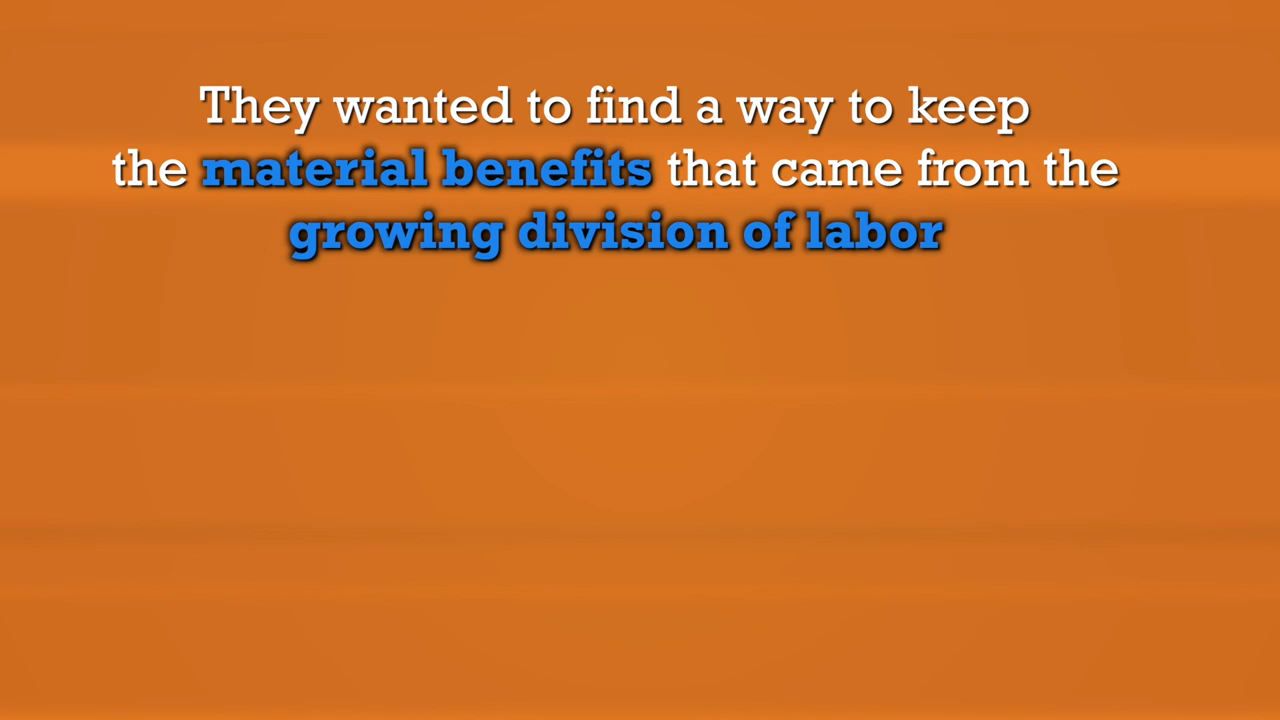 They wanted to find a way to keep
the material benefits that came from the
growing division of labor